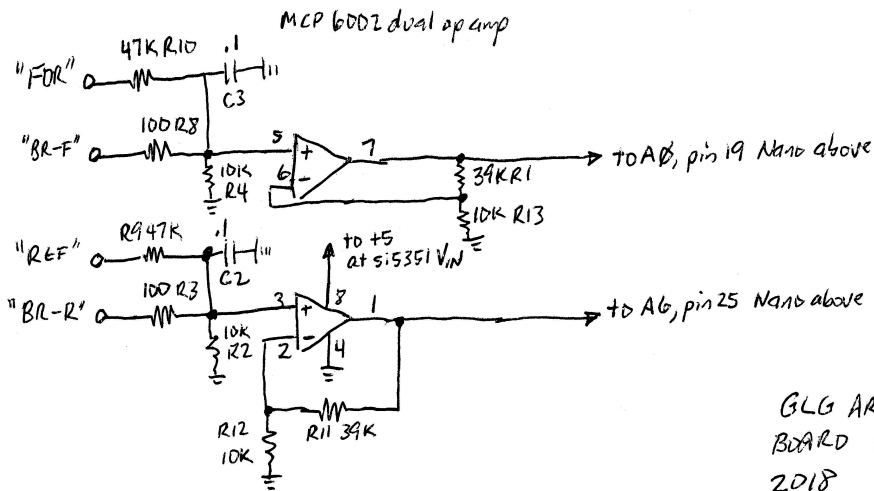 MCP 6002 dual op amp
47K R10
.1
"FOR"
C3
100 R8
"BR-F"
5
+
7
6
-
10K
R4
to AØ, pin 19 Nano above
39K R1
10K R13
R9 47K
.1
"REF"
C2
to +5
at si5351 VIN
100 R3
"BR-R"
3
+
8
1
2
-
4
10K
R2
to A6, pin 25 Nano above
R12
10K
R11 39K
GLG AR
BOARD
2018